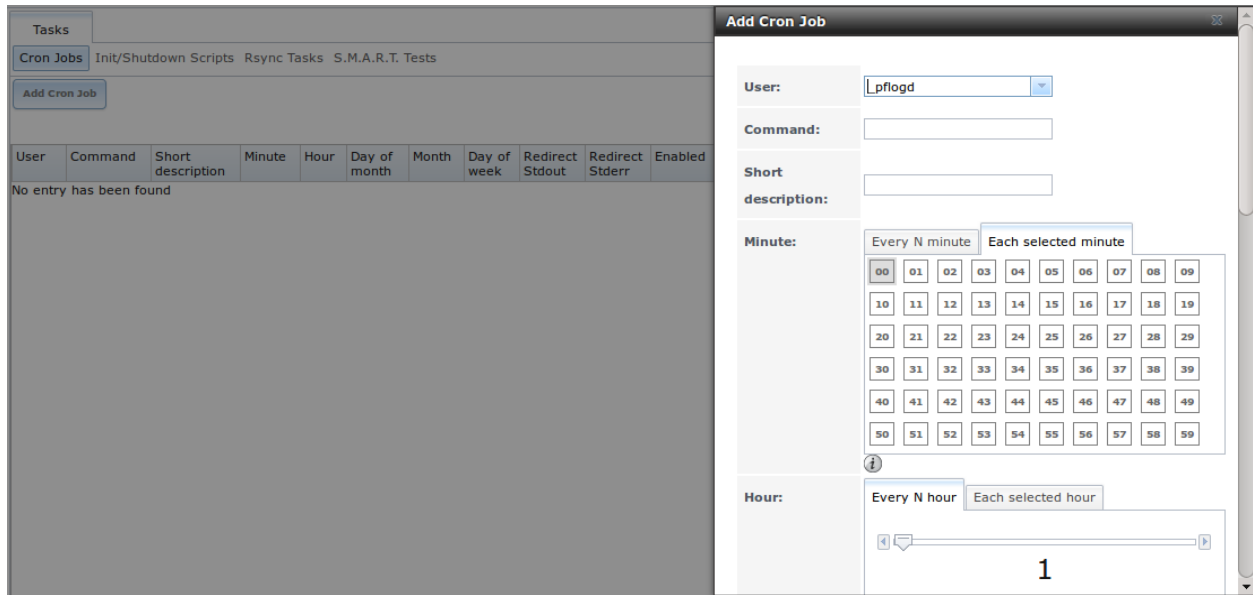 Tasks
Cron Jobs Init/Shutdown Scripts Rsync Tasks S.M.A.R.T. Tests
Add Cron Job
User Command Short description Minute Hour Day of month Month Day of week Redirect Stdout Redirect Stderr Enabled
No entry has been found
Add Cron Job
User: _pflogd
Command:
Short
description:
Minute: Every N minute Each selected minute
00 01 02 03 04 05 06 07 08 09
10 11 12 13 14 15 16 17 18 19
20 21 22 23 24 25 26 27 28 29
30 31 32 33 34 35 36 37 38 39
40 41 42 43 44 45 46 47 48 49
50 51 52 53 54 55 56 57 58 59
i
Hour: Every N hour Each selected hour
1